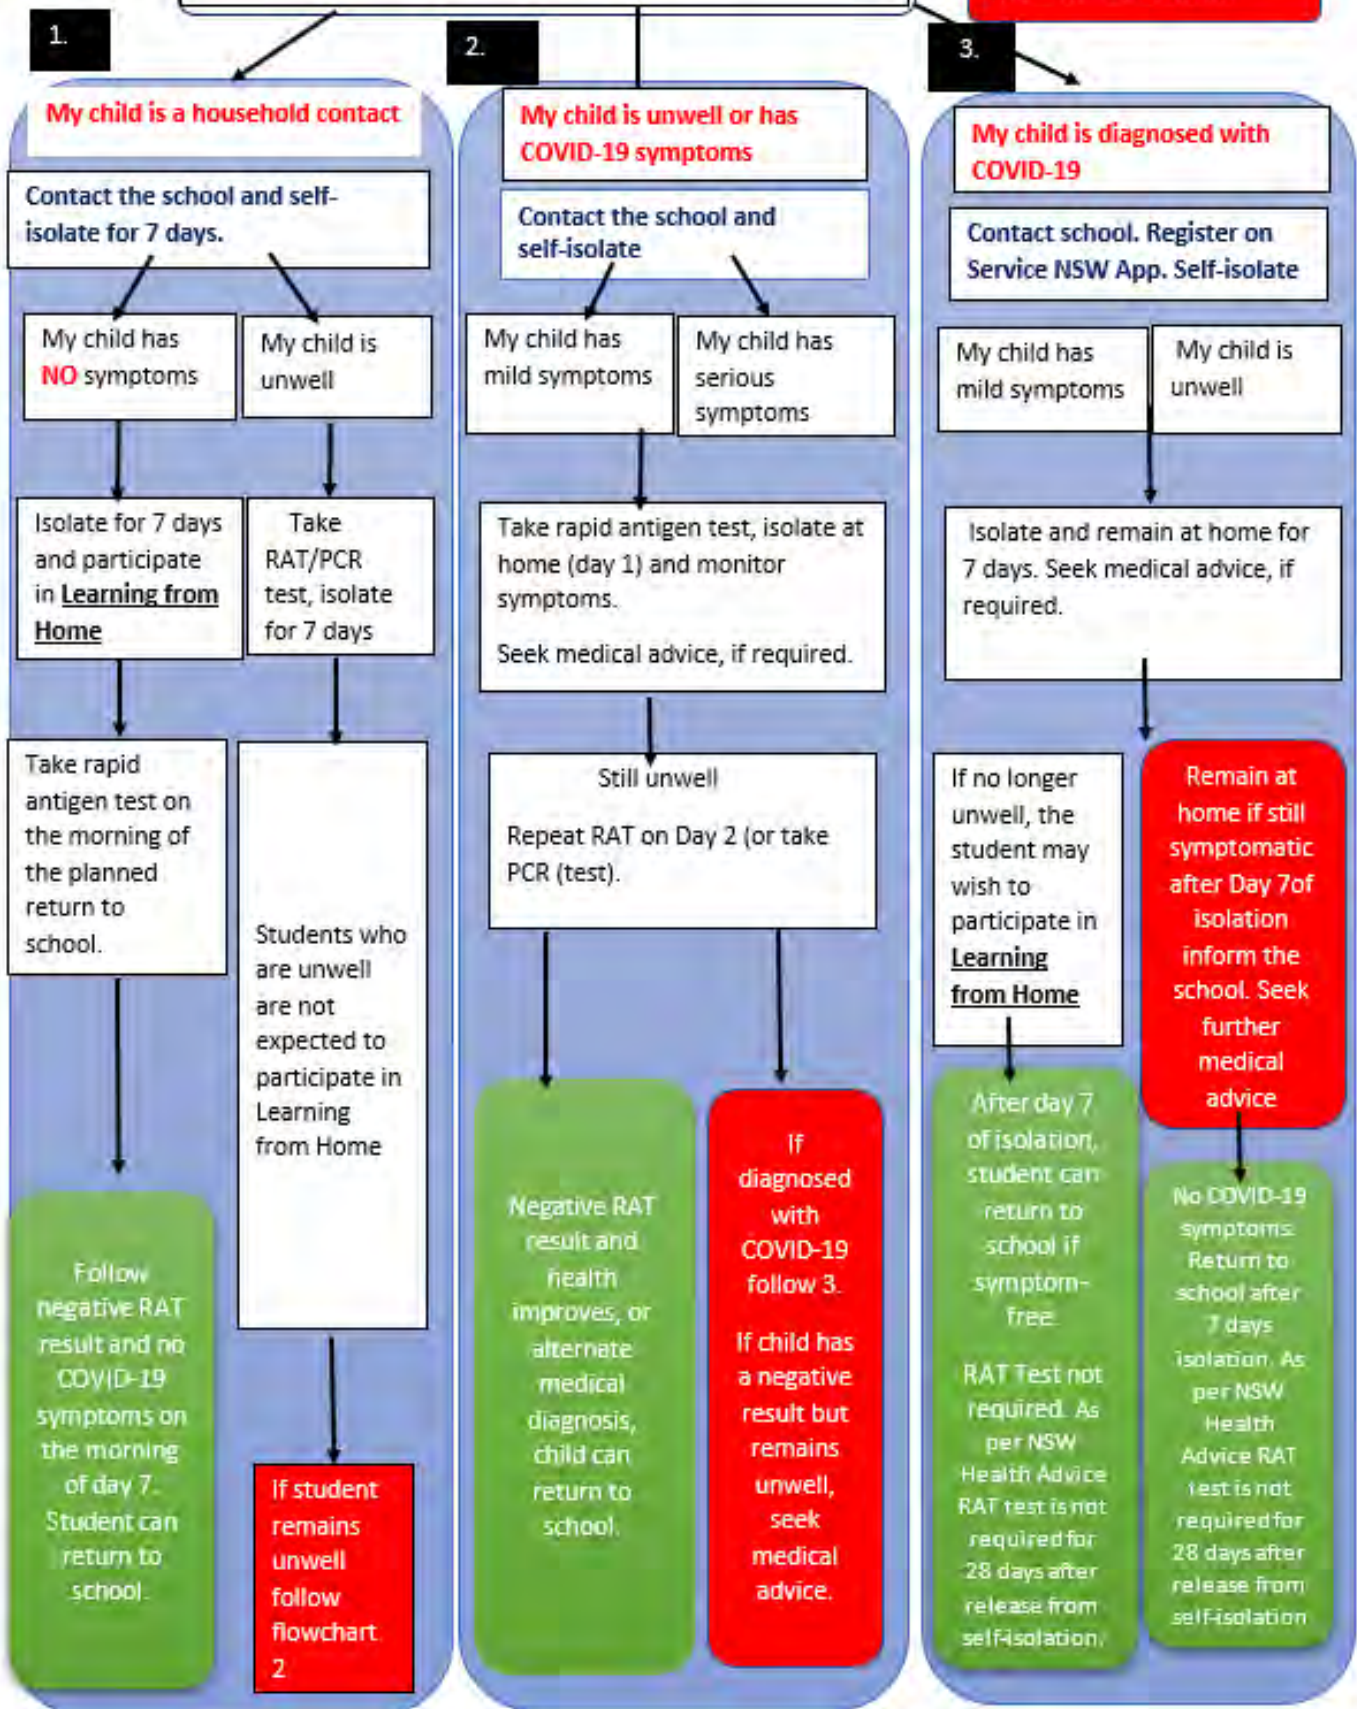 1.
My child is a household contact
Contact the school and self-
isolate for 7 days.
My child has
NO symptoms
My child is
unwell
Isolate for 7 days
and participate
in Learning from
Home
Take
RAT/PCR
test, isolate
for 7 days
Take rapid
antigen test on
the morning of
the planned
return to
school.
Students who
are unwell
are not
expected to
participate in
Learning
from Home
Follow
negative RAT
result and no
COVID-19
symptoms on
the morning
of day 7.
Student can
return to
school.
If student
remains
unwell
follow
flowchart
2
2.
My child is unwell or has
COVID-19 symptoms
Contact the school and
self-isolate
My child has
mild symptoms
My child has
serious
symptoms
Take rapid antigen test, isolate at
home (day 1) and monitor
symptoms.
Seek medical advice, if required.
Still unwell
Repeat RAT on Day 2 (or take
PCR (test).
Negative RAT
result and
health
improves, or
alternate
medical
diagnosis,
child can
return to
school.
If
diagnosed
with
COVID-19
follow 3.
If child has
a negative
result but
remains
unwell,
seek
medical
advice.
3.
My child is diagnosed with
COVID-19
Contact school. Register on
Service NSW App. Self-isolate
My child has
mild symptoms
My child is
unwell
Isolate and remain at home for
7 days. Seek medical advice, if
required.
If no longer
unwell, the
student may
wish to
participate in
Learning
from Home
Remain at
home if still
symptomatic
after Day 7of
isolation
inform the
school. Seek
further
medical
advice
After day 7
of isolation,
student can
return to
school if
symptom-
free.
RAT Test not
required. As
per NSW
Health Advice
RAT test is not
required for
28 days after
release from
self-isolation.
No COVID-19
symptoms.
Return to
school after
7 days
isolation. As
per NSW
Health
Advice RAT
test is not
required for
28 days after
release from
self-isolation